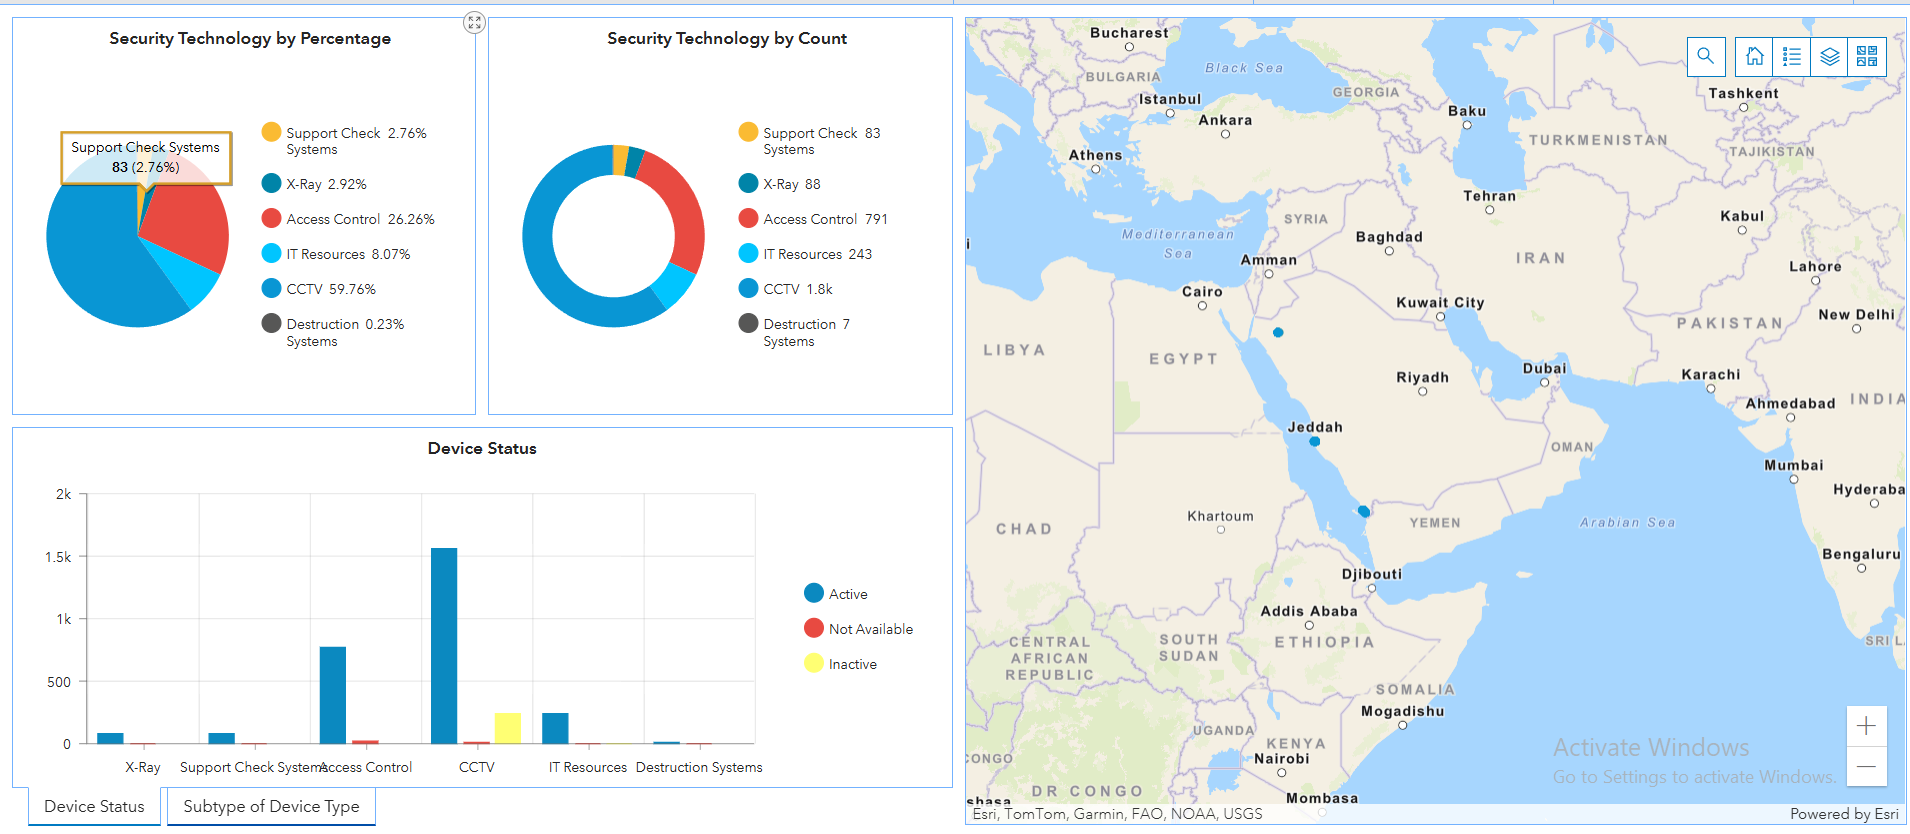 Security Technology by Percentage
Support Check Systems
83 (2.76%)
Support Check 2.76%
Systems
X-Ray 2.92%
Access Control 26.26%
IT Resources 8.07%
CCTV 59.76%
Destruction 0.23%
Systems
Security Technology by Count
Support Check 83
Systems
X-Ray 88
Access Control 791
IT Resources 243
CCTV 1.8k
Destruction 7
Systems
Device Status
2k
1.5k
1k
500
0
X-Ray
Support Check Systems
Access Control
CCTV
IT Resources
Destruction Systems
Active
Not Available
Inactive
Device Status
Subtype of Device Type
Bucharest
BULGARIA
Black Sea
GEORGIA
Istanbul
Ankara
Baku
Tashkent
TURKMENISTAN
TAJIKISTAN
Athens
Tehran
Kabul
SYRIA
Mediterranean
Sea
Baghdad
Amman
IRAN
Lahore
Cairo
Kuwait City
New Delhi
PAKISTAN
LIBYA
EGYPT
Riyadh
Dubai
Karachi
Ahmedabad
INDIA
Jeddah
OMAN
Mumbai
Hyderaba
Khartoum
YEMEN
Arabian Sea
CHAD
Bengaluru
Djibouti
Addis Ababa
ETHIOPIA
CENTRAL
AFRICAN
REPUBLIC
SOUTH
SUDAN
SRI L
SOMALIA
Mogadishu
UGANDA
KENYA
Nairobi
CONGO
DR CONGO
Mombasa
shasa
Activate Windows
Go to Settings to activate Windows.
Esri, TomTom, Garmin, FAO, NOAA, USGS
Powered by Esri